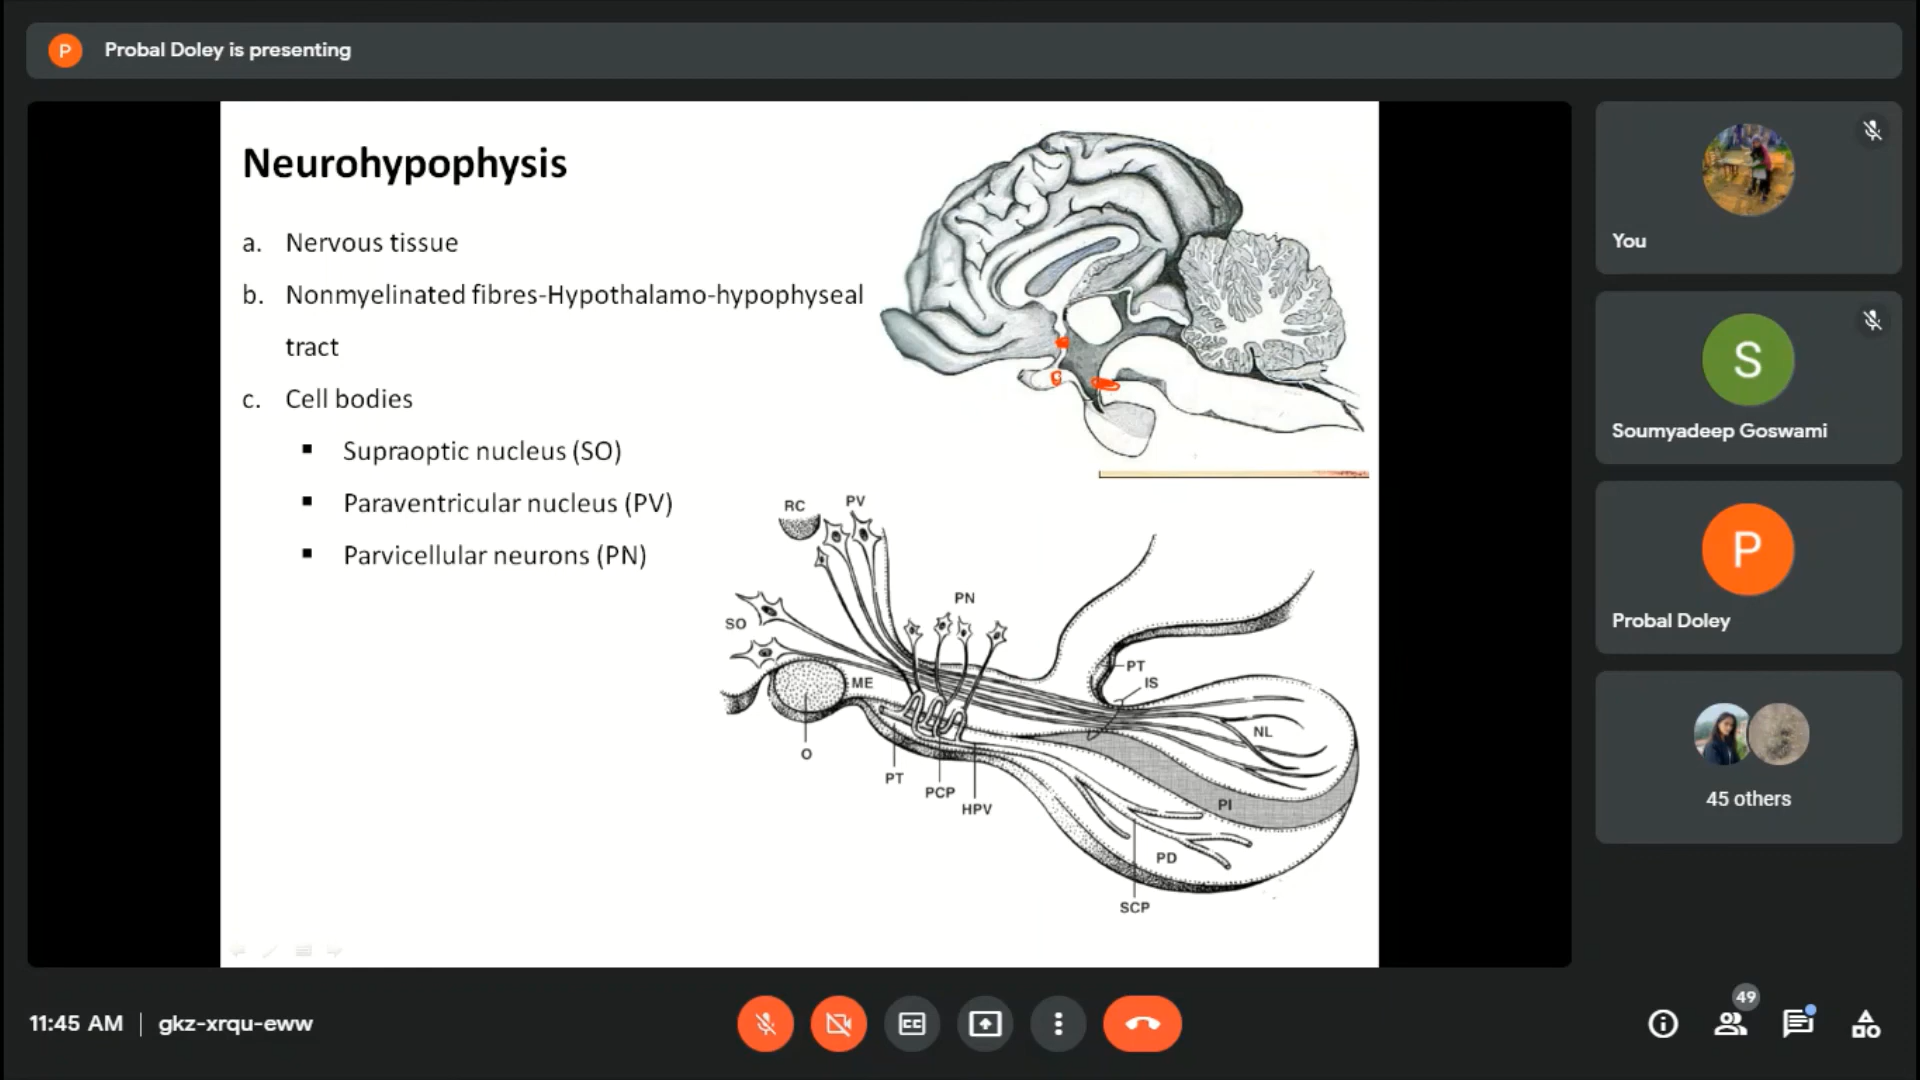 P
Probal Doley is presenting
Neurohypophysis
a. Nervous tissue
b. Nonmyelinated fibres-Hypothalamo-hypophyseal
tract
c. Cell bodies
▪ Supraoptic nucleus (SO)
▪ Paraventricular nucleus (PV)
▪ Parvicellular neurons (PN)
RC
PV
PN
SO
ME
PT
IS
NL
O
PT
PCP
HPV
PI
PD
SCP
You
S
Soumyadeep Goswami
P
Probal Doley
45 others
11:45 AM | gkz-xrqu-eww
CC
49